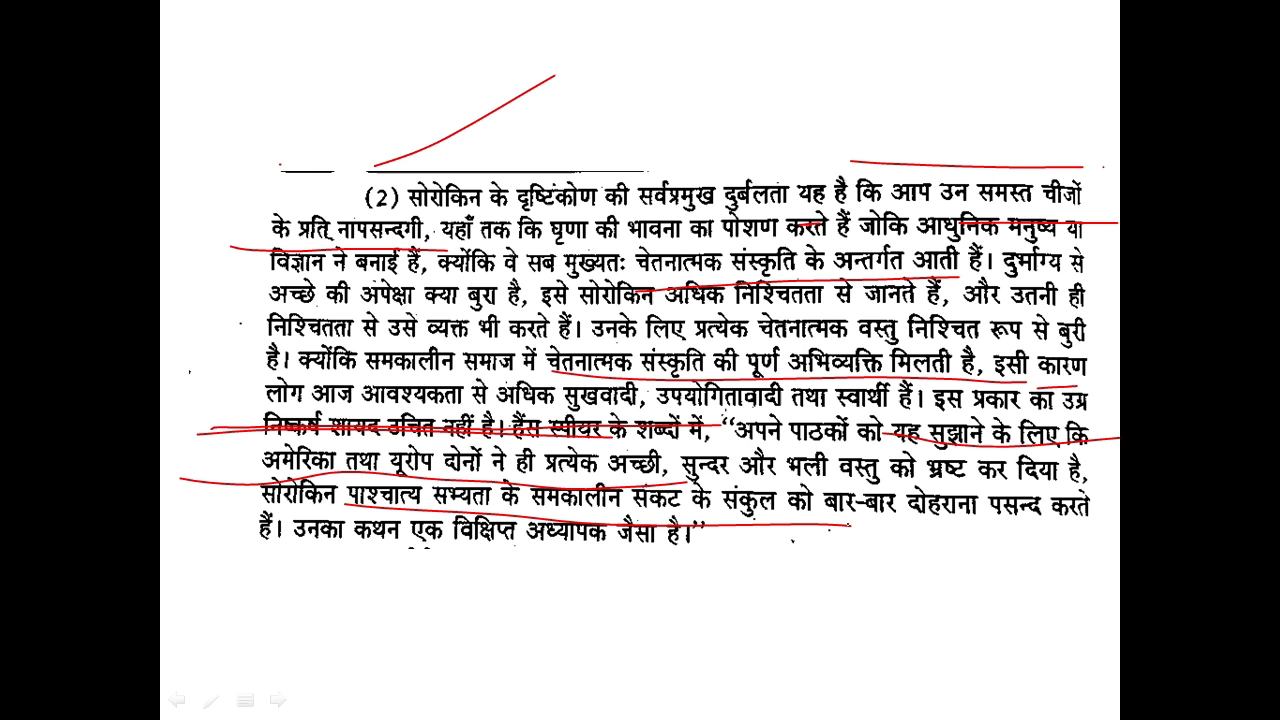 (2) सोरोकिन के दृष्टिकोण की सर्वप्रमुख दुर्बलता यह है कि आप उन समस्त चीजों
के प्रति नापसन्दगी, यहाँ तक कि घृणा की भावना का पोशण करते हैं जोकि आधुनिक मनुष्य या
विज्ञान ने बनाई हैं, क्योंकि वे सब मुख्यतः चेतनात्मक संस्कृति के अन्तर्गत आती हैं। दुर्भाग्य से
अच्छे की अपेक्षा क्या बुरा है, इसे सोरोकिन अधिक निश्चितता से जानते हैं, और उतनी ही
निश्चितता से उसे व्यक्त भी करते हैं। उनके लिए प्रत्येक चेतनात्मक वस्तु निश्चित रूप से बुरी
है। क्योंकि समकालीन समाज में चेतनात्मक संस्कृति की पूर्ण अभिव्यक्ति मिलती है, इसी कारण
लोग आज आवश्यकता से अधिक सुखवादी, उपयोगितावादी तथा स्वार्थी हैं। इस प्रकार का उग्र
निष्कर्ष शायद उचित नहीं है। हैंस स्पीयर के शब्दों में, “अपने पाठकों को यह सुझाने के लिए कि
अमेरिका तथा यूरोप दोनों ने ही प्रत्येक अच्छी, सुन्दर और भली वस्तु को भ्रष्ट कर दिया है,
सोरोकिन पाश्चात्य सभ्यता के समकालीन संकट के संकुल को बार-बार दोहराना पसन्द करते
हैं। उनका कथन एक विक्षिप्त अध्यापक जैसा है।”